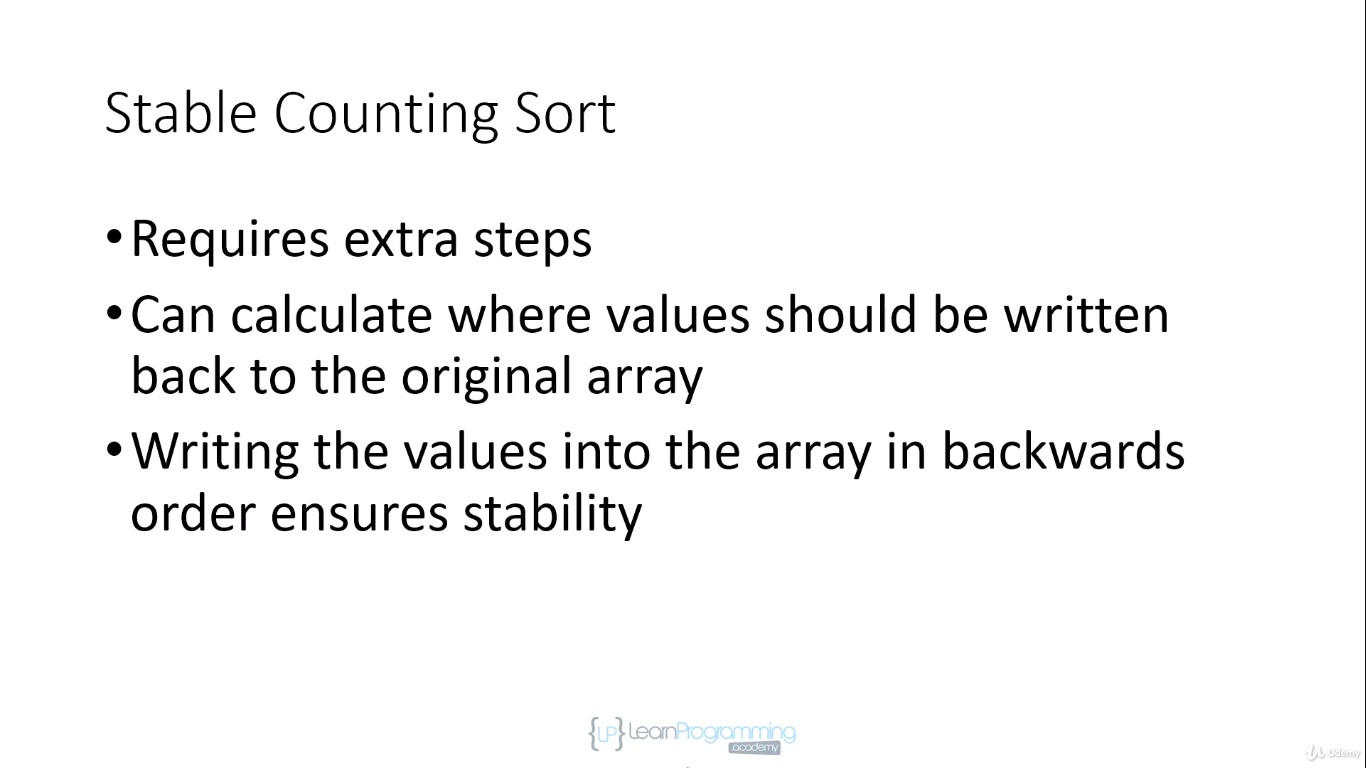 Stable Counting Sort
•Requires extra steps
•Can calculate where values should be written
back to the original array
•Writing the values into the array in backwards
order ensures stability
{LP}LearnProgramming
.academy
Udemy